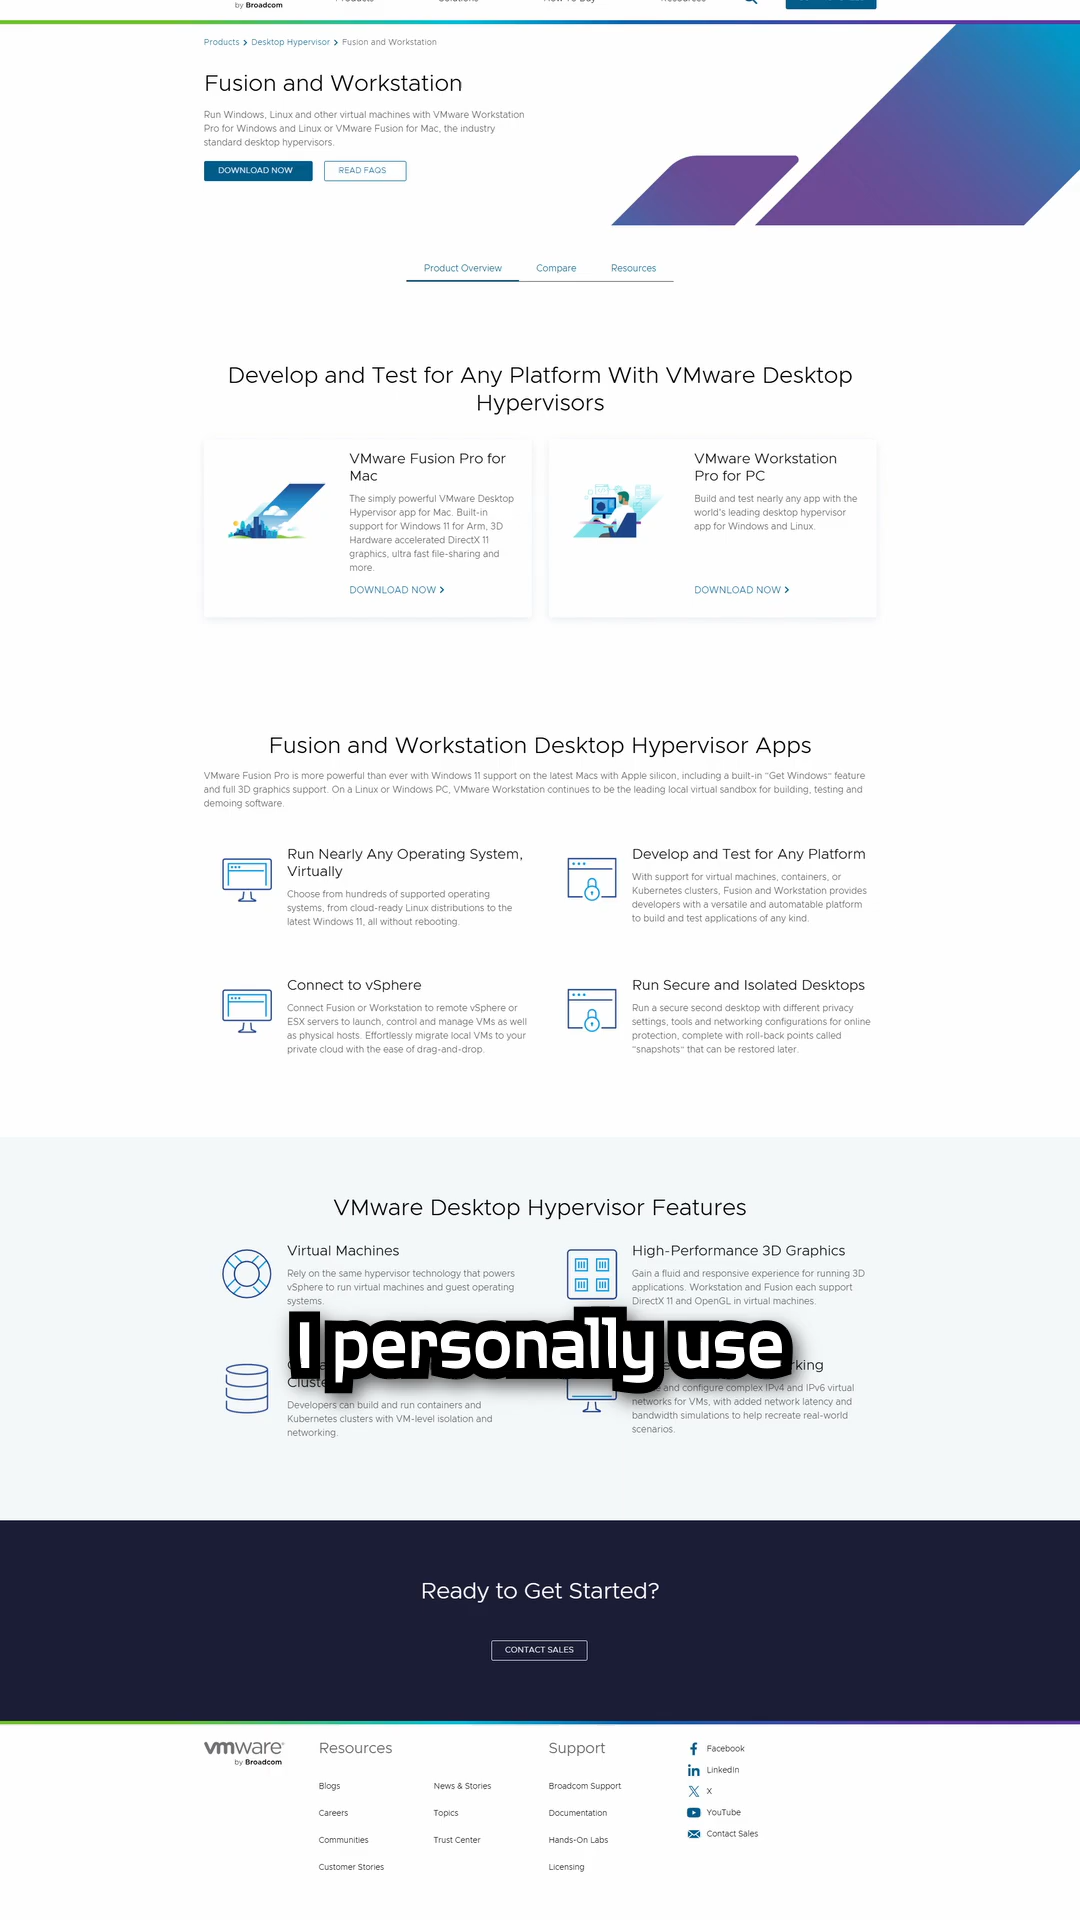 by Broadcom
Products > Desktop Hypervisor > Fusion and Workstation
Fusion and Workstation
Run Windows, Linux and other virtual machines with VMware Workstation
Pro for Windows and Linux or VMware Fusion for Mac, the industry
standard desktop hypervisors.
DOWNLOAD NOW
READ FAQS
Product Overview
Compare
Resources
Develop and Test for Any Platform With VMware Desktop
Hypervisors
VMware Fusion Pro for
Mac
The simply powerful VMware Desktop
Hypervisor app for Mac. Built-in
support for Windows 11 for Arm, 3D
Hardware accelerated DirectX 11
graphics, ultra fast file-sharing and
more.
DOWNLOAD NOW >
VMware Workstation
Pro for PC
Build and test nearly any app with the
world's leading desktop hypervisor
app for Windows and Linux.
DOWNLOAD NOW >
Fusion and Workstation Desktop Hypervisor Apps
VMware Fusion Pro is more powerful than ever with Windows 11 support on the latest Macs with Apple silicon, including a built-in "Get Windows" feature
and full 3D graphics support. On a Linux or Windows PC, VMware Workstation continues to be the leading local virtual sandbox for building, testing and
demoing software.
Run Nearly Any Operating System,
Virtually
Choose from hundreds of supported operating
systems, from cloud-ready Linux distributions to the
latest Windows 11, all without rebooting.
Develop and Test for Any Platform
With support for virtual machines, containers, or
Kubernetes clusters, Fusion and Workstation provides
developers with a versatile and automatable platform
to build and test applications of any kind.
Connect to vSphere
Connect Fusion or Workstation to remote vSphere or
ESX servers to launch, control and manage VMs as well
as physical hosts. Effortlessly migrate local VMs to your
private cloud with the ease of drag-and-drop.
Run Secure and Isolated Desktops
Run a secure second desktop with different privacy
settings, tools and networking configurations for online
protection, complete with roll-back points called
"snapshots" that can be restored later.
VMware Desktop Hypervisor Features
Virtual Machines
Rely on the same hypervisor technology that powers
vSphere to run virtual machines and guest operating
systems.
High-Performance 3D Graphics
Gain a fluid and responsive experience for running 3D
applications. Workstation and Fusion each support
DirectX 11 and OpenGL in virtual machines.
I personally use
Developers can build and run containers and
Kubernetes clusters with VM-level isolation and
networking.
and configure complex IPv4 and IPv6 virtual
networks for VMs, with added network latency and
bandwidth simulations to help recreate real-world
scenarios.
Ready to Get Started?
CONTACT SALES
vmware
by Broadcom
Resources
Blogs
Careers
Communities
Customer Stories
News & Stories
Topics
Trust Center
Support
Broadcom Support
Documentation
Hands-On Labs
Licensing
Facebook
LinkedIn
X
YouTube
Contact Sales